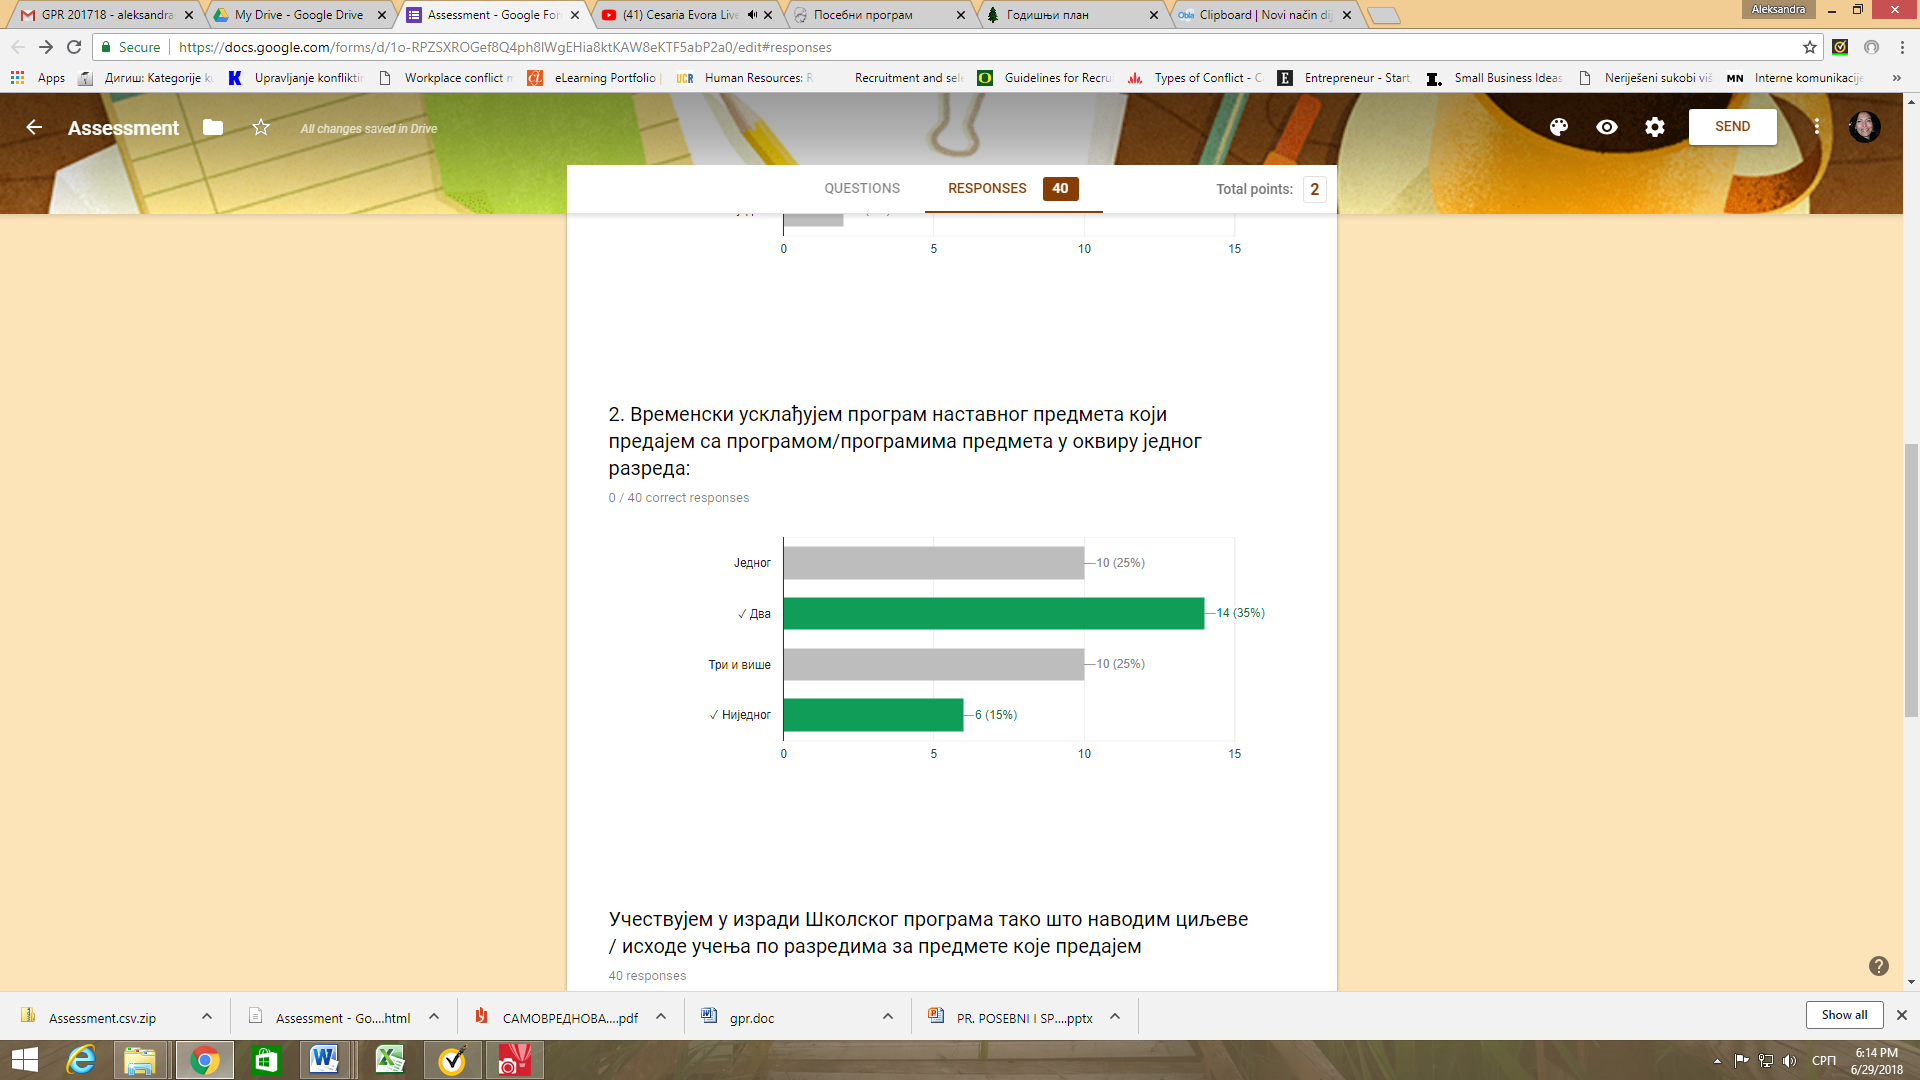 GPR 201718 - aleksandra
My Drive - Google Drive
Assessment - Google For
(41) Cesaria Evora Live
Посебни програм
Годишњи план
Clipboard | Novi način dij
Aleksandra
Secure
https://docs.google.com/forms/d/1o-RPZSXROGef8Q4ph8IWgEHia8ktKAW8eKTF5abP2a0/edit#responses
Apps
Дигиш: Kategorije ku
Upravljanje konfliktim
Workplace conflict m
eLearning Portfolio
UCR
Human Resources: R
Recruitment and sele
Guidelines for Recru
Types of Conflict - C
Entrepreneur - Start,
Small Business Ideas
Neriješeni sukobi viš
MN
Interne komunikacije
»
Assessment
All changes saved in Drive
SEND
QUESTIONS
RESPONSES
40
Total points:
2
0
5
10
15
2. Временски усклађујем програм наставног предмета који
предајем са програмом/програмима предмета у оквиру једног
разреда:
0 / 40 correct responses
Једног
10 (25%)
✓ Два
14 (35%)
Три и више
10 (25%)
✓ Ниједног
6 (15%)
0
5
10
15
Учествујем у изради Школског програма тако што наводим циљеве
/ исходе учења по разредима за предмете које предајем
40 responses
Assessment.csv.zip
Assessment - Go....html
САМОВРЕДНОВА....pdf
gpr.doc
PR. POSEBNI I SP....pptx
Show all
СРП
6:14 PM
6/29/2018